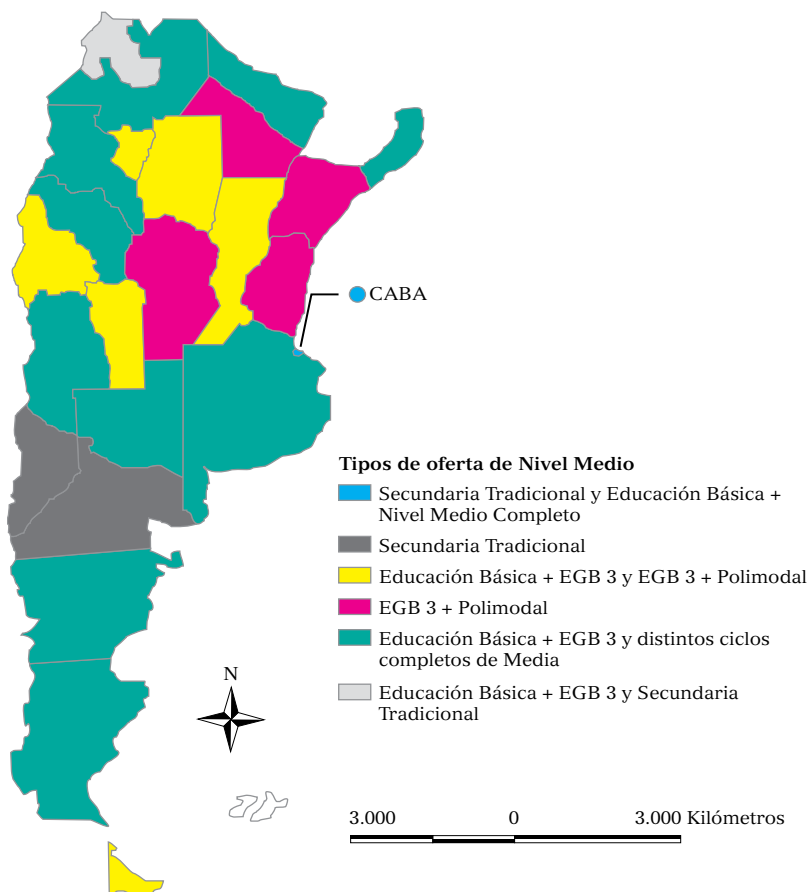 CABA
Tipos de oferta de Nivel Medio
Secundaria Tradicional y Educación Básica +
Nivel Medio Completo
Secundaria Tradicional
Educación Básica + EGB 3 y EGB 3 + Polimodal
EGB 3 + Polimodal
Educación Básica + EGB 3 y distintos ciclos
completos de Media
Educación Básica + EGB 3 y Secundaria
Tradicional
N
3.000 0 3.000 Kilómetros